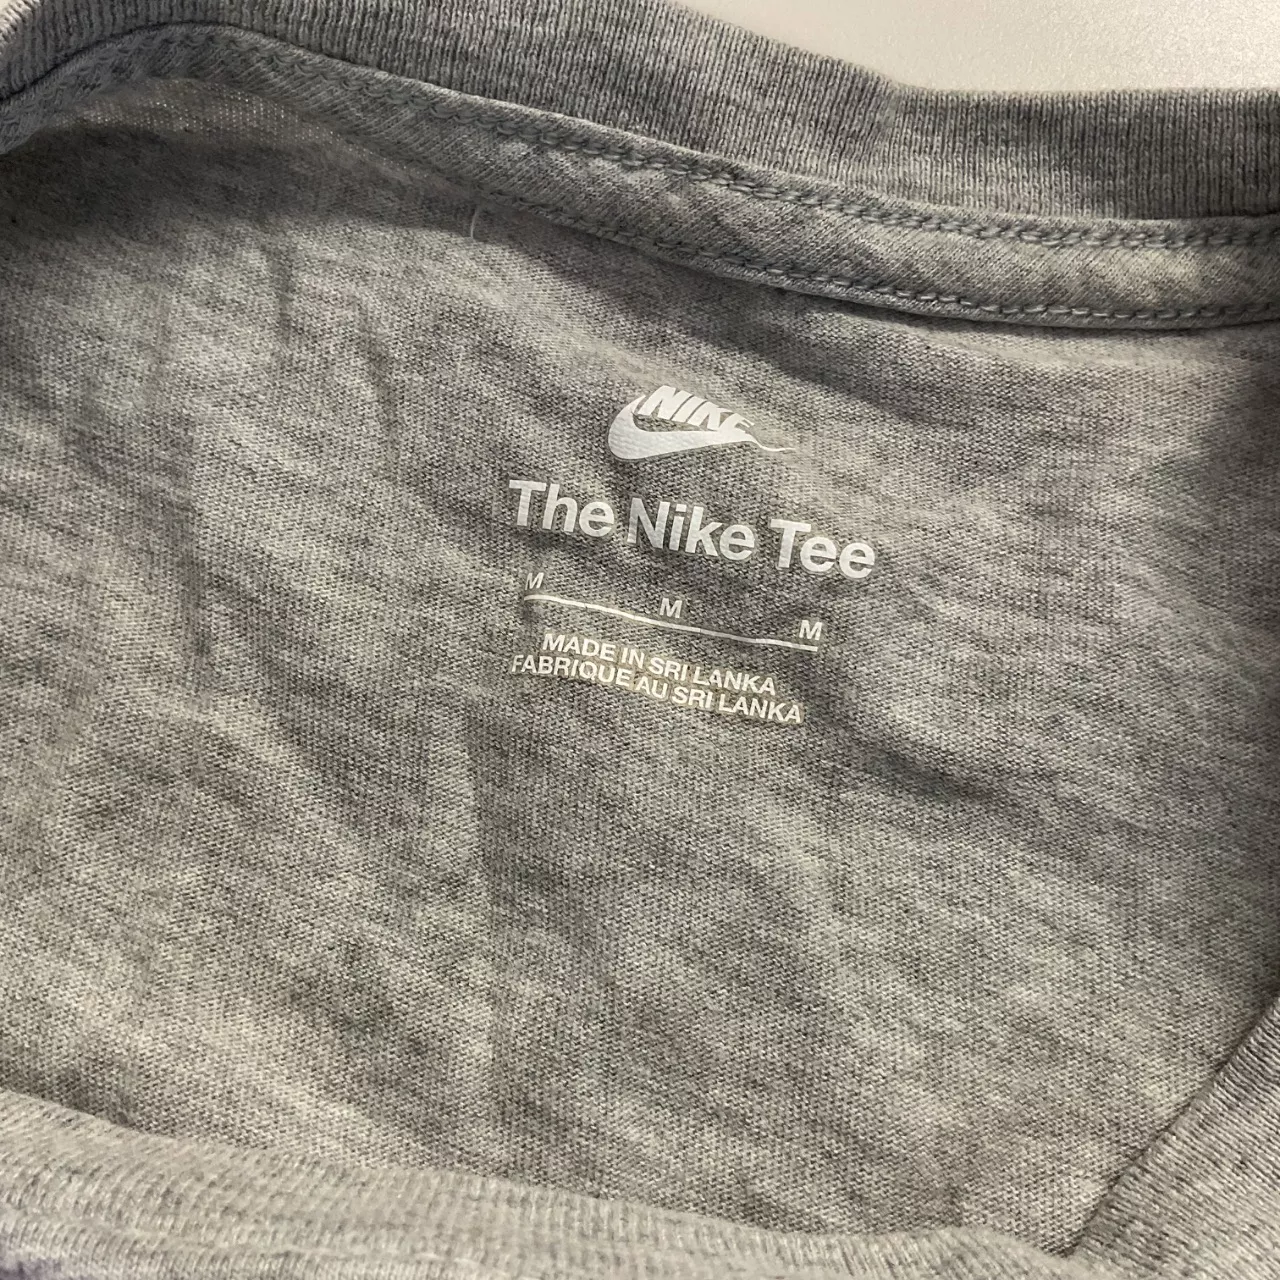 NIKE
The Nike Tee
M M M
MADE IN SRI LANKA
FABRIQUE AU SRI LANKA